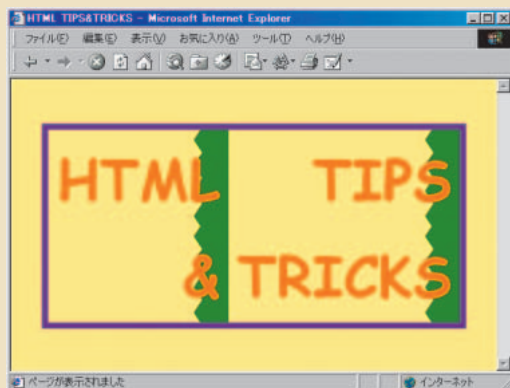 HTML TIPS&TRICKS - Microsoft Internet Explorer
ファイル(F) 編集(E) 表示(V) お気に入り(A) ツール(T) ヘルプ(H)
HTML TIPS
& TRICKS
ページが表示されました インターネット